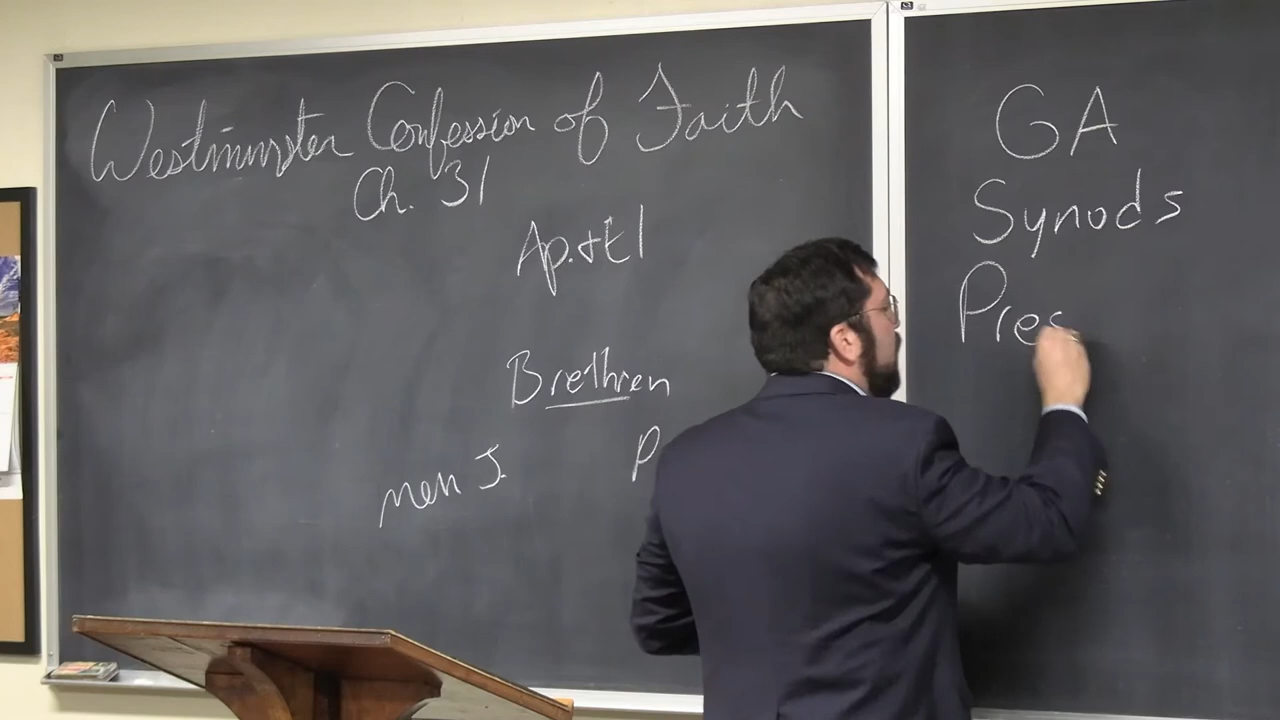 Westminster Confession of Faith
Ch. 31
Ap. & El
Brethren
men J.
P
GA
Synods
Pres